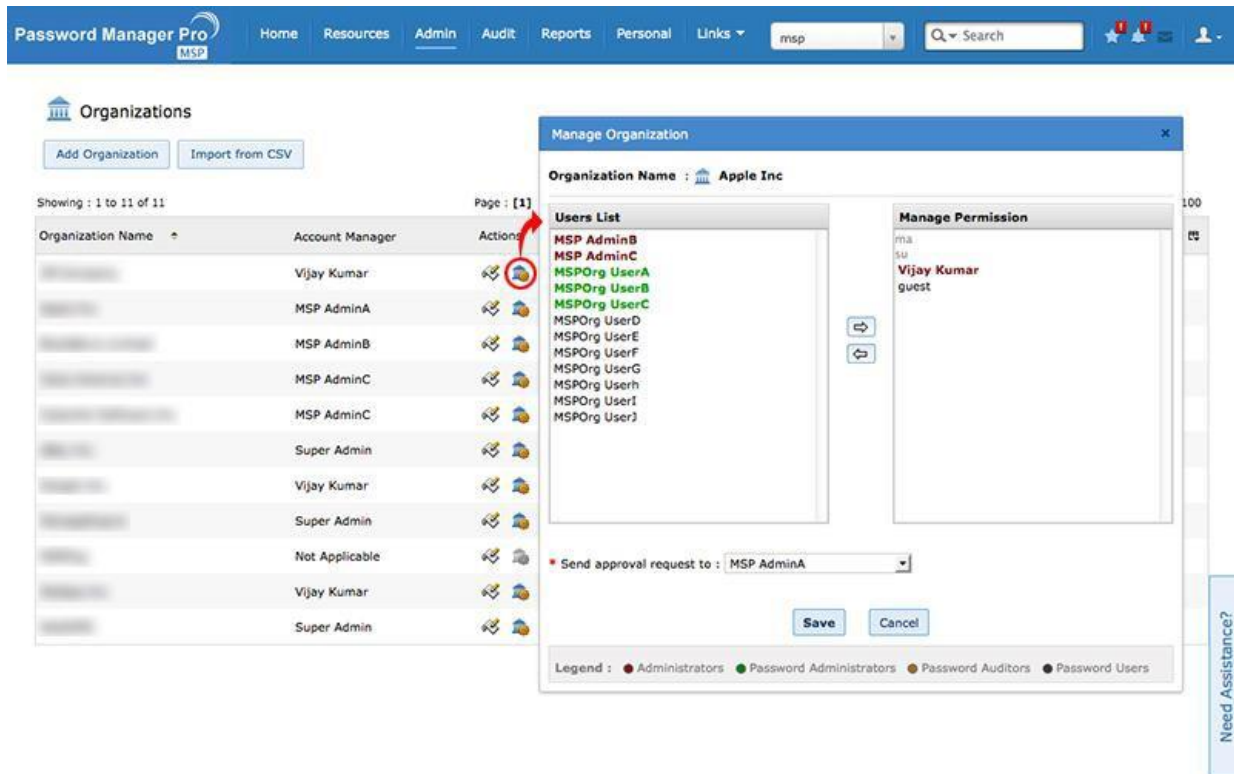 Password Manager Pro
MSP
Home Resources Admin Audit Reports Personal Links msp Search
Organizations
Add Organization Import from CSV
Showing : 1 to 11 of 11 Page : [1] 100
Organization Name Account Manager Actions
Vijay Kumar
MSP AdminA
MSP AdminB
MSP AdminC
MSP AdminC
Super Admin
Vijay Kumar
Super Admin
Not Applicable
Vijay Kumar
Super Admin
Manage Organization
Organization Name : Apple Inc
Users List
MSP AdminB
MSP AdminC
MSPOrg UserA
MSPOrg UserB
MSPOrg UserC
MSPOrg UserD
MSPOrg UserE
MSPOrg UserF
MSPOrg UserG
MSPOrg Userh
MSPOrg UserI
MSPOrg UserJ
Manage Permission
ma
su
Vijay Kumar
guest
* Send approval request to : MSP AdminA
Save Cancel
Legend : Administrators Password Administrators Password Auditors Password Users
Need Assistance?